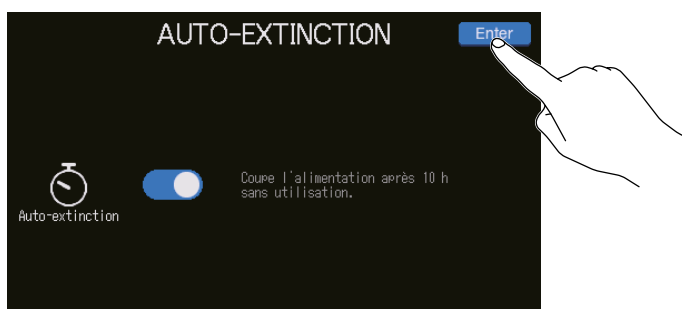 AUTO-EXTINCTION
Enter
Coupe l'alimentation après 10 h
sans utilisation.
Auto-extinction